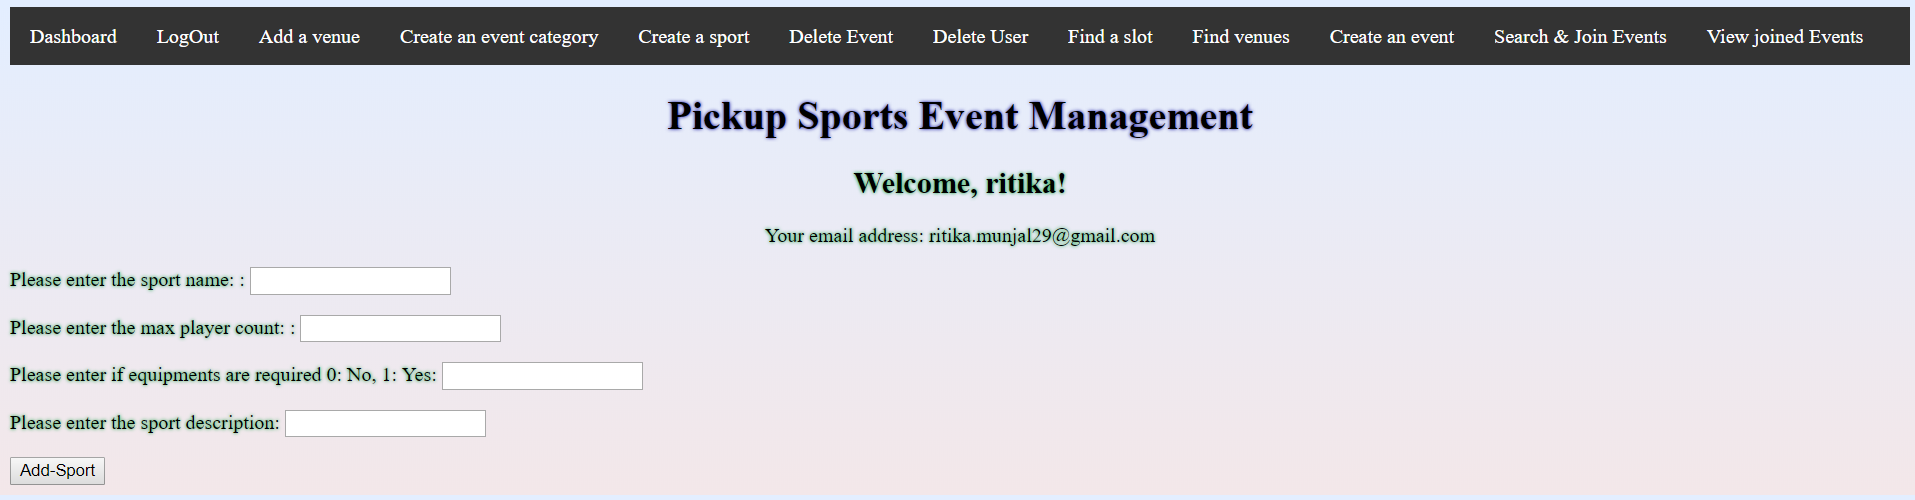 Dashboard LogOut Add a venue Create an event category Create a sport Delete Event Delete User Find a slot Find venues Create an event Search & Join Events View joined Events
Pickup Sports Event Management
Welcome, ritika!
Your email address: ritika.munjal29@gmail.com
Please enter the sport name: :
Please enter the max player count: :
Please enter if equipments are required 0: No, 1: Yes:
Please enter the sport description:
Add-Sport